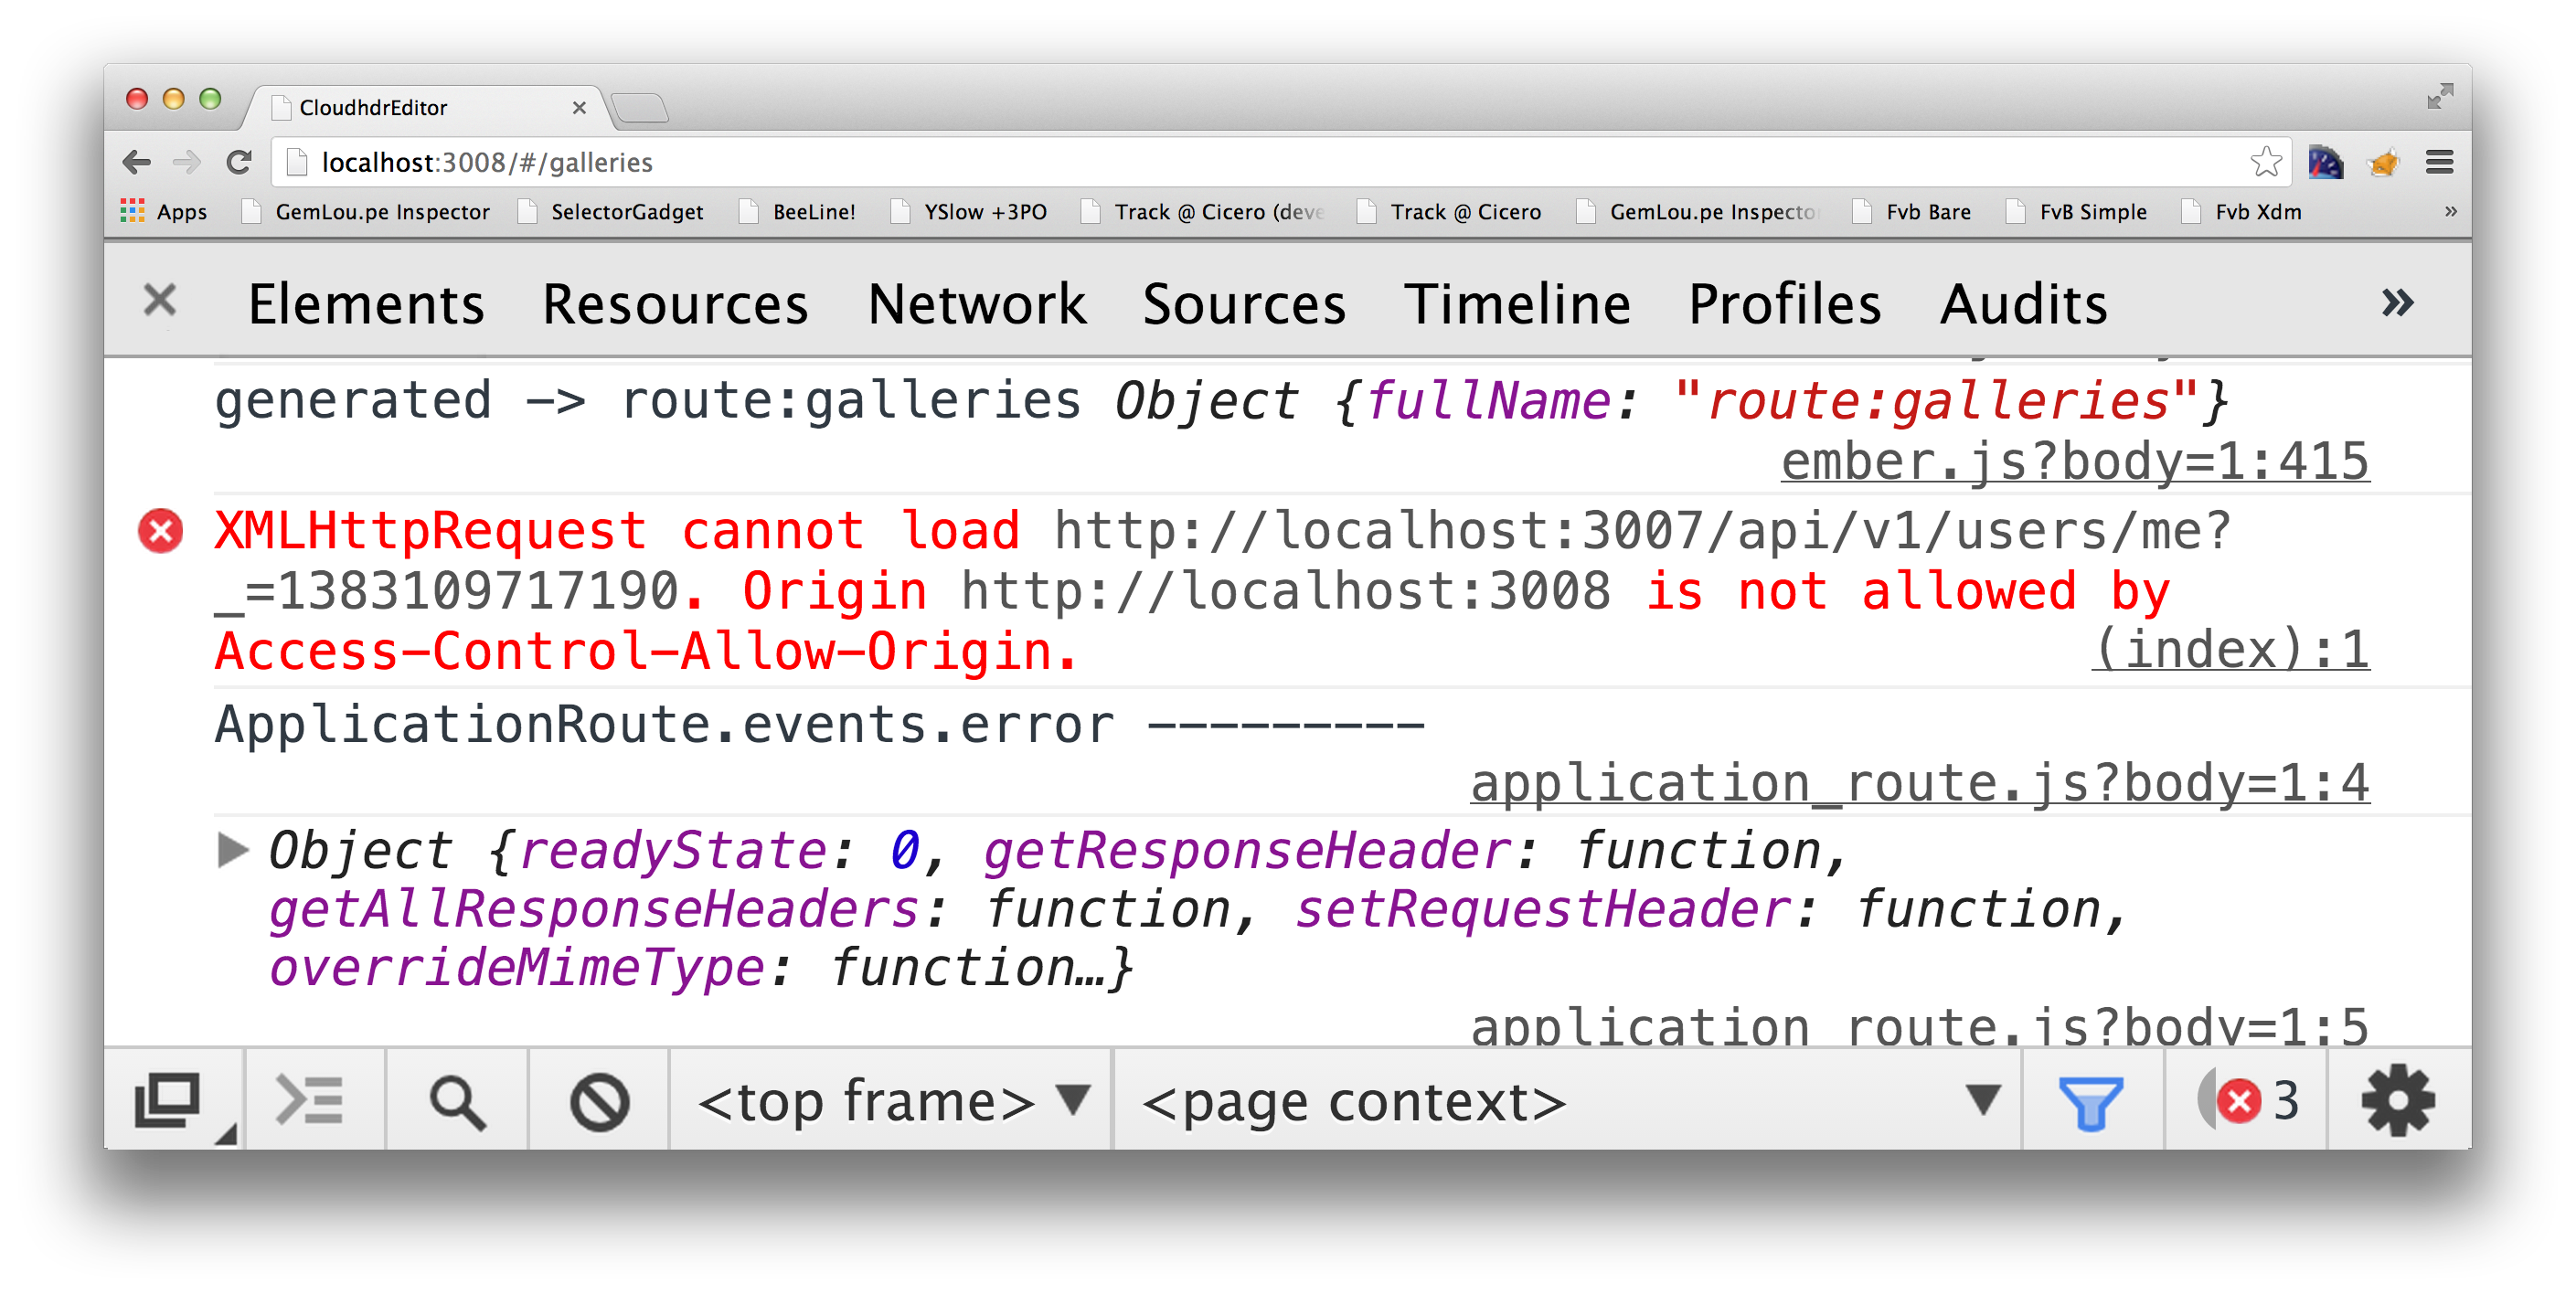 CloudhdrEditor
localhost:3008/#/galleries
Apps GemLou.pe Inspector SelectorGadget BeeLine! YSlow +3PO Track @ Cicero (deve Track @ Cicero GemLou.pe Inspecto Fvb Bare FvB Simple Fvb Xdm »
Elements Resources Network Sources Timeline Profiles Audits »
generated -> route:galleries Object {fullName: "route:galleries"}
ember.js?body=1:415
XMLHttpRequest cannot load http://localhost:3007/api/v1/users/me?
_=1383109717190. Origin http://localhost:3008 is not allowed by
Access-Control-Allow-Origin. (index):1
ApplicationRoute.events.error ---------
application_route.js?body=1:4
Object {readyState: 0, getResponseHeader: function,
getAllResponseHeaders: function, setRequestHeader: function,
overrideMimeType: function…}
application_route.js?body=1:5
<top frame> <page context> 3